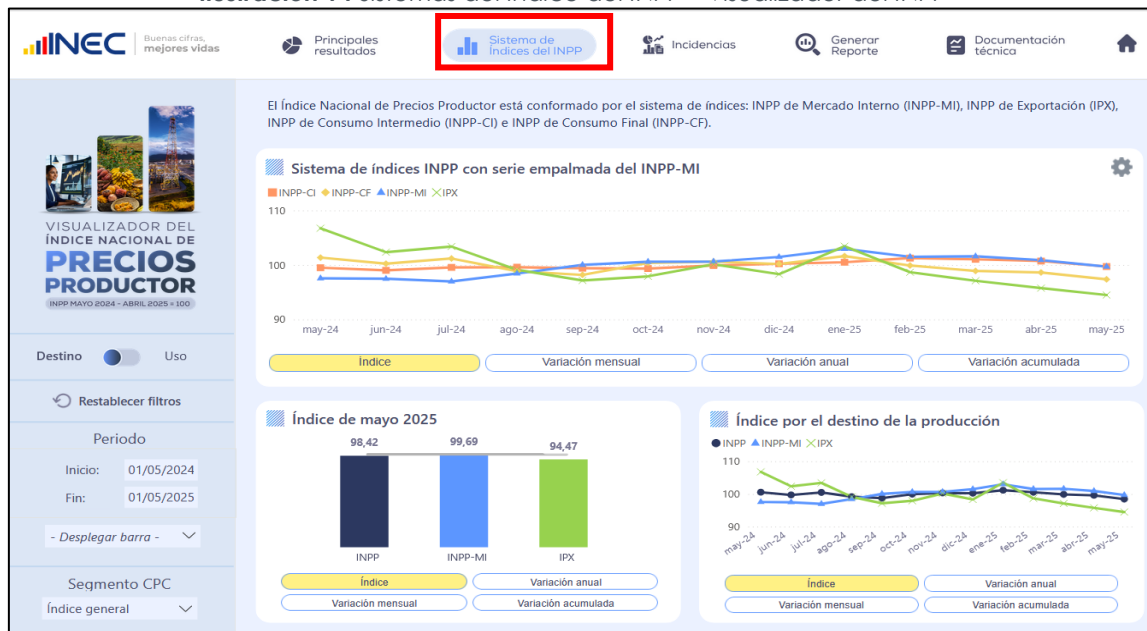 INEC
Buenas cifras,
mejores vidas
Principales
resultados
Sistema de
Índices del INPP
Incidencias
Generar
Reporte
Documentación
técnica
VISUALIZADOR DEL
ÍNDICE NACIONAL DE
PRECIOS
PRODUCTOR
INPP MAYO 2024 - ABRIL 2025 = 100
Destino
Uso
Restablecer filtros
Periodo
Inicio: 01/05/2024
Fin: 01/05/2025
- Desplegar barra -
Segmento CPC
Índice general
El Índice Nacional de Precios Productor está conformado por el sistema de índices: INPP de Mercado Interno (INPP-MI), INPP de Exportación (IPX),
INPP de Consumo Intermedio (INPP-CI) e INPP de Consumo Final (INPP-CF).
Sistema de índices INPP con serie empalmada del INPP-MI
INPP-CI INPP-CF INPP-MI IPX
110
100
90
may-24 jun-24 jul-24 ago-24 sep-24 oct-24 nov-24 dic-24 ene-25 feb-25 mar-25 abr-25 may-25
Índice Variación mensual Variación anual Variación acumulada
Índice de mayo 2025
98,42 99,69 94,47
INPP INPP-MI IPX
Índice Variación anual
Variación mensual Variación acumulada
Índice por el destino de la producción
INPP INPP-MI IPX
110
100
90
may-24 jun-24 jul-24 ago-24 sep-24 oct-24 nov-24 dic-24 ene-25 feb-25 mar-25 abr-25 may-25
Índice Variación anual
Variación mensual Variación acumulada